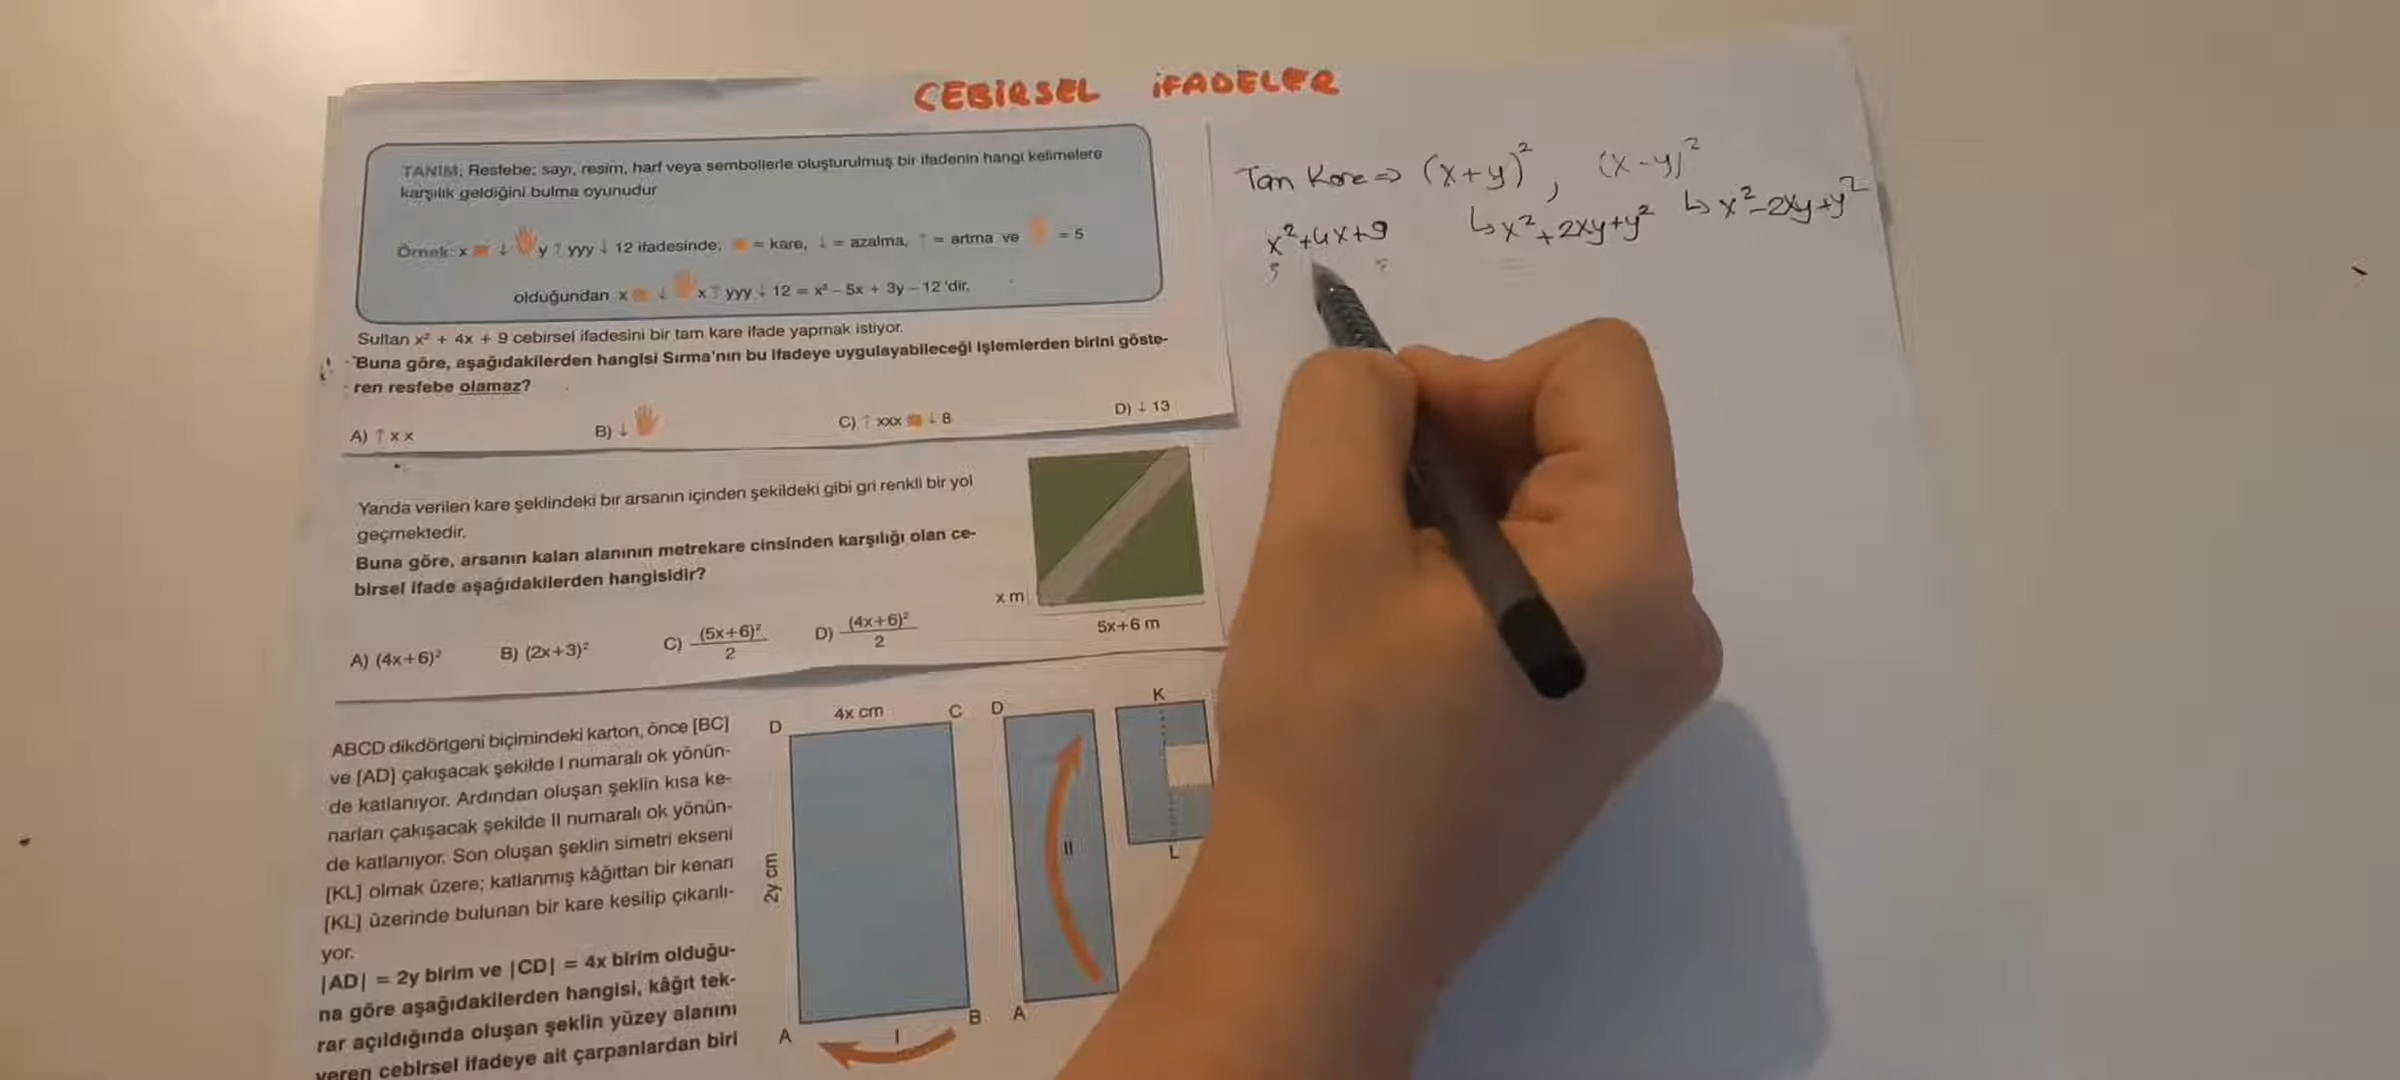 CEBİRSEL İFADELER
TANIM: Resfebe; sayı, resim, harf veya sembollerle oluşturulmuş bir ifadenin hangi kelimelere
karşılık geldiğini bulma oyunudur
Örnek: x ↓ y ↑ yyy ↓ 12 ifadesinde; = kare, ↓ = azalma, ↑ = artma ve = 5
olduğundan x ↓ x ↑ yyy ↓ 12 = x² – 5x + 3y – 12 'dir.
Sultan x² + 4x + 9 cebirsel ifadesini bir tam kare ifade yapmak istiyor.
Buna göre, aşağıdakilerden hangisi Sırma'nın bu ifadeye uygulayabileceği işlemlerden birini göste-
ren resfebe olamaz?
A) ↑ x x
B) ↓
C) ↑ xxx ↓ 8
D) ↓ 13
Tam Kare => (x+y)², (x-y)²
↳ x²+2xy+y² ↳ x²-2xy+y²
x²+4x+9
Yanda verilen kare şeklindeki bir arsanın içinden şekildeki gibi gri renkli bir yol
geçmektedir.
Buna göre, arsanın kalan alanının metrekare cinsinden karşılığı olan ce-
birsel ifade aşağıdakilerden hangisidir?
A) (4x+6)²
B) (2x+3)²
C) (5x+6)² / 2
D) (4x+6)² / 2
x m
5x+6 m
ABCD dikdörtgeni biçimindeki karton, önce [BC]
ve [AD] çakışacak şekilde I numaralı ok yönün-
de katlanıyor. Ardından oluşan şeklin kısa ke-
narları çakışacak şekilde II numaralı ok yönün-
de katlanıyor. Son oluşan şeklin simetri ekseni
[KL] olmak üzere; katlanmış kâğıttan bir kenarı
[KL] üzerinde bulunan bir kare kesilip çıkarılı-
yor.
|AD| = 2y birim ve |CD| = 4x birim olduğu-
na göre aşağıdakilerden hangisi, kâğıt tek-
rar açıldığında oluşan şeklin yüzey alanını
veren cebirsel ifadeye ait çarpanlardan biri
D 4x cm C
2y cm
A I B
D
II
A
K
L